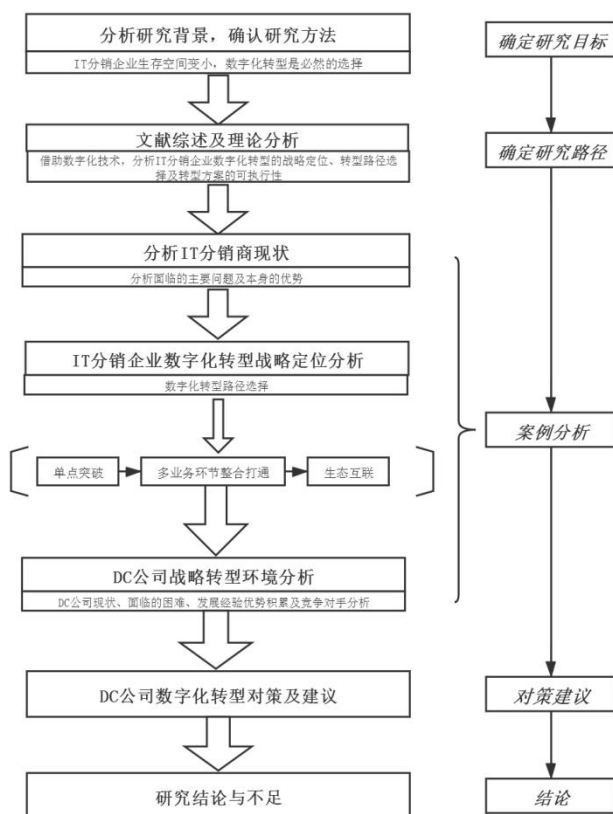 分析研究背景，确认研究方法
IT分销企业生存空间变小，数字化转型是必然的选择
确定研究目标
文献综述及理论分析
借助数字化技术，分析IT分销企业数字化转型的战略定位、转型路径选
择及转型方案的可执行性
确定研究路径
分析IT分销商现状
分析面临的主要问题及本身的优势
IT分销企业数字化转型战略定位分析
数字化转型路径选择
案例分析
单点突破
多业务环节整合打通
生态互联
DC公司战略转型环境分析
DC公司现状、面临的困难、发展经验优势积累及竞争对手分析
DC公司数字化转型对策及建议
对策建议
研究结论与不足
结论